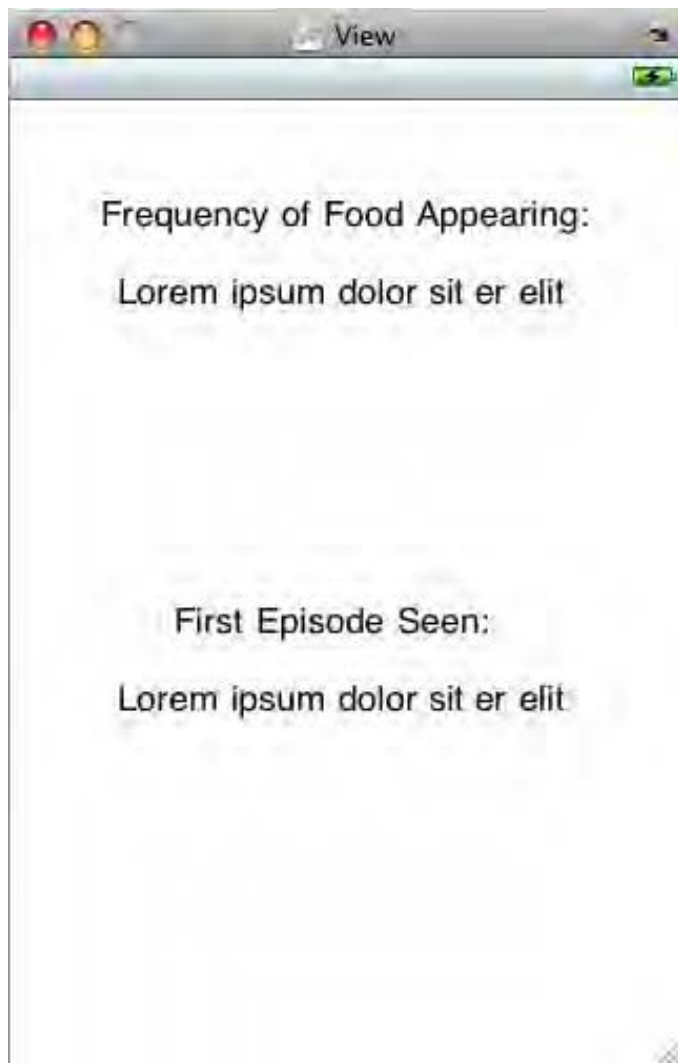 View
Frequency of Food Appearing:
Lorem ipsum dolor sit er elit
First Episode Seen:
Lorem ipsum dolor sit er elit